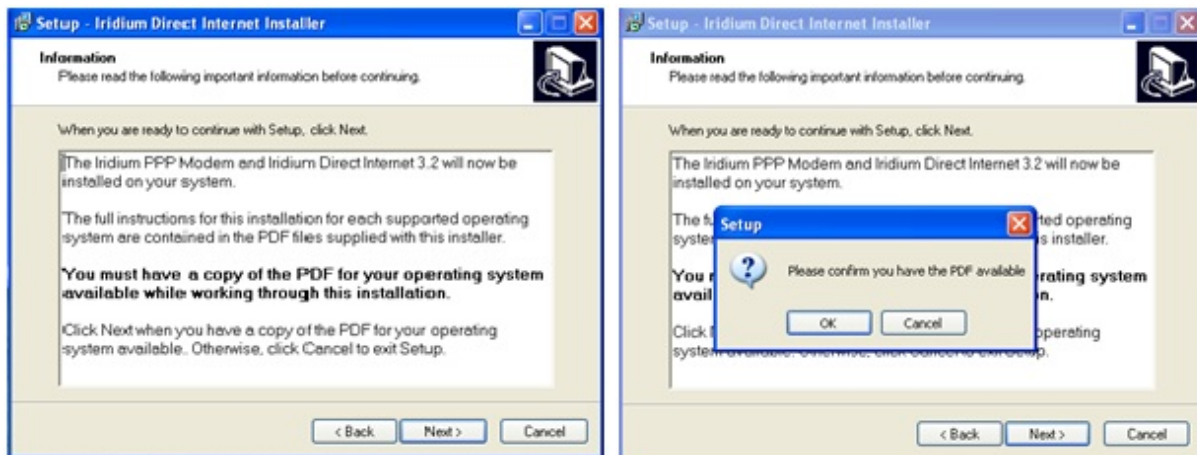 Setup - Iridium Direct Internet Installer
Information
Please read the following important information before continuing.
When you are ready to continue with Setup, click Next.
The Iridium PPP Modem and Iridium Direct Internet 3.2 will now be
installed on your system.
The full instructions for this installation for each supported operating
system are contained in the PDF files supplied with this installer.
You must have a copy of the PDF for your operating system
available while working through this installation.
Click Next when you have a copy of the PDF for your operating
system available. Otherwise, click Cancel to exit Setup.
< Back
Next >
Cancel
Setup - Iridium Direct Internet Installer
Information
Please read the following important information before continuing.
When you are ready to continue with Setup, click Next.
The Iridium PPP Modem and Iridium Direct Internet 3.2 will now be
installed on your system.
The ted operating
system is installer.
You rating system
avail n.
Click operating
system
Setup
Please confirm you have the PDF available
OK
Cancel
< Back
Next >
Cancel